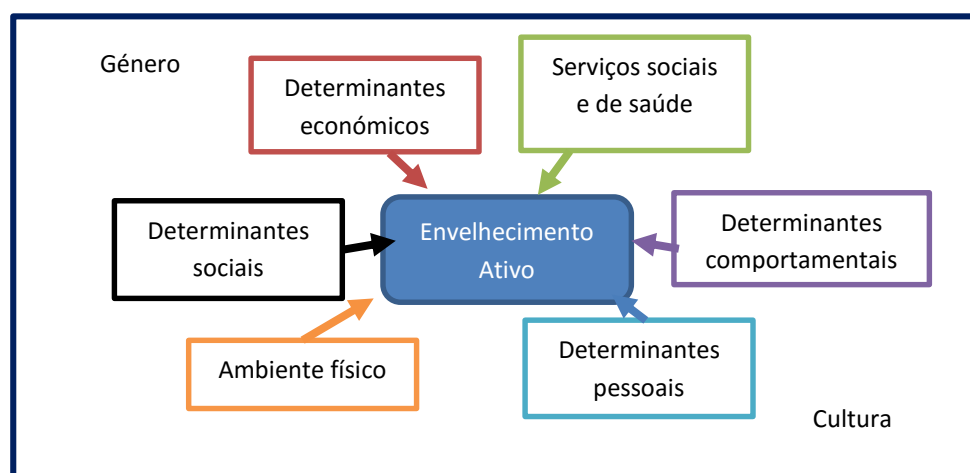 Género
Determinantes
económicos
Serviços sociais
e de saúde
Determinantes
sociais
Envelhecimento
Ativo
Determinantes
comportamentais
Ambiente físico
Determinantes
pessoais
Cultura